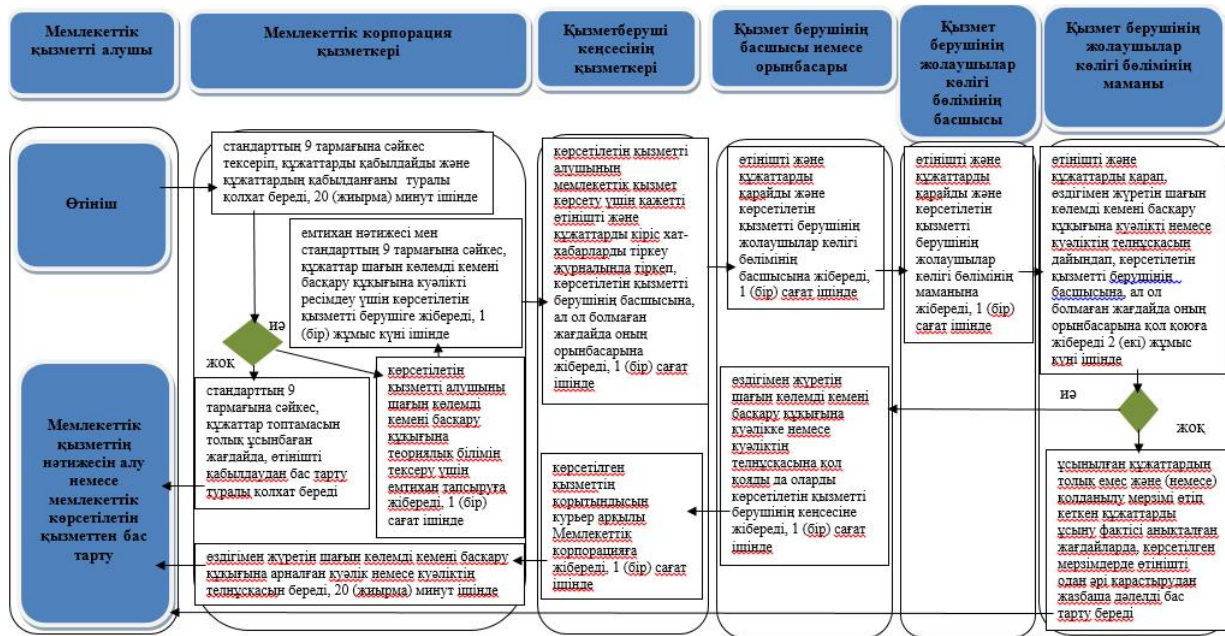 Мемлекеттік
қызметті алушы
Мемлекеттік корпорация
қызметкері
Қызметберуші
кеңсесінің
қызметкері
Қызмет берушінің
басшысы немесе
орынбасары
Қызмет
берушінің
жолаушылар
көлігі
бөлімінің
басшысы
Қызмет берушінің
жолаушылар
көлігі бөлімінің
маманы
Өтініш
стандарттың 9 тармағына сәйкес
тексеріп, құжаттарды қабылдайды және
құжаттардың қабылданғаны туралы
қолхат береді, 20 (жиырма) минут ішінде
емтихан нәтижесі мен
стандарттың 9 тармағына сәйкес,
құжаттар шағын көлемді кемені
басқару құқығына куәлікті
ресімдеу үшін көрсетілетін
қызметті берушіге жібереді, 1
(бір) жұмыс күні ішінде
иә
жоқ
стандарттың 9
тармағына сәйкес,
құжаттар топтамасын
толық ұсынбаған
жағдайда, өтінішті
қабылдаудан бас тарту
туралы қолхат береді
көрсетілетін
қызметті алушыны
шағын көлемді
кемені басқару
құқығына
теориялық білімін
тексеру үшін
емтихан тапсыруға
жібереді, 1 (бір)
сағат ішінде
өздігімен жүретін шағын көлемді кемені басқару
құқығына арналған куәлік немесе куәліктің
телнұсқасын береді, 20 (жиырма) минут ішінде
көрсетілетін қызметті
алушының
мемлекеттік қызмет
көрсету үшін қажетті
өтінішті және
құжаттарды кіріс хат-
хабарларды тіркеу
журналында тіркеп,
көрсетілетін қызметті
берушінің басшысына,
ал ол болмаған
жағдайда оның
орынбасарына
жібереді, 1 (бір) сағат
ішінде
көрсетілген
қызметтің
қорытындысын
курьер арқылы
Мемлекеттік
корпорацияға
жібереді, 1 (бір) сағат
ішінде
өтінішті және
құжаттарды
қарайды және
көрсетілетін
қызметті берушінің
жолаушылар көлігі
бөлімінің
басшысына жібереді,
1 (бір) сағат ішінде
өздігімен жүретін
шағын көлемді кемені
басқару құқығына
куәлікке немесе
куәліктің
телнұсқасына қол
қояды да оларды
көрсетілетін қызметті
берушінің кеңсесіне
жібереді, 1 (бір) сағат
ішінде
өтінішті және
құжаттарды
қарайды және
көрсетілетін
қызметті
берушінің
жолаушылар
көлігі бөлімінің
маманына
жібереді, 1 (бір)
сағат ішінде
өтінішті және
құжаттарды қарап,
өздігімен жүретін шағын
көлемді кемені басқару
құқығына куәлікті немесе
куәліктің телнұсқасын
дайындап, көрсетілетін
қызметті берушінің
басшысына, ал ол
болмаған жағдайда оның
орынбасарына қол қоюға
жібереді 2 (екі) жұмыс
күні ішінде
иә
жоқ
ұсынылған құжаттардың
толық емес және (немесе)
қолданылу мерзімі өтіп
кеткен құжаттарды
ұсыну фактісі анықталған
жағдайларда, көрсетілген
мерзімдерде өтінішті
одан әрі қарастырудан
жазбаша дәлелді бас
тарту береді
Мемлекеттік
қызметтің
нәтижесін алу
немесе
мемлекеттік
көрсетілетін
қызметтен бас
тарту